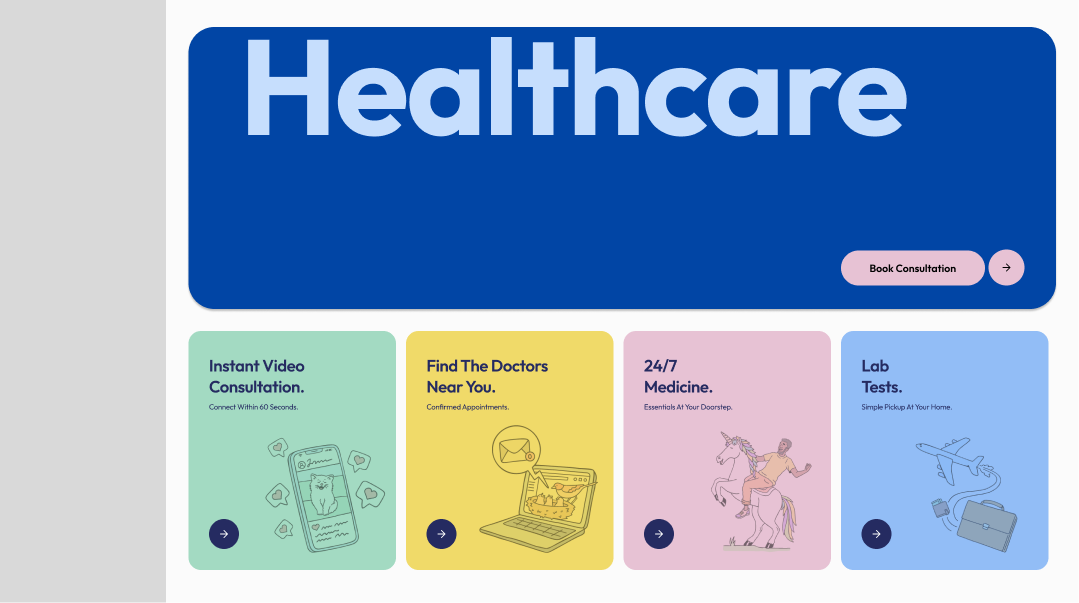 Healthcare
Book Consultation
Instant Video
Consultation.
Connect Within 60 Seconds.
Find The Doctors
Near You.
Confirmed Appointments.
24/7
Medicine.
Essentials At Your Doorstep.
Lab
Tests.
Simple Pickup At Your Home.